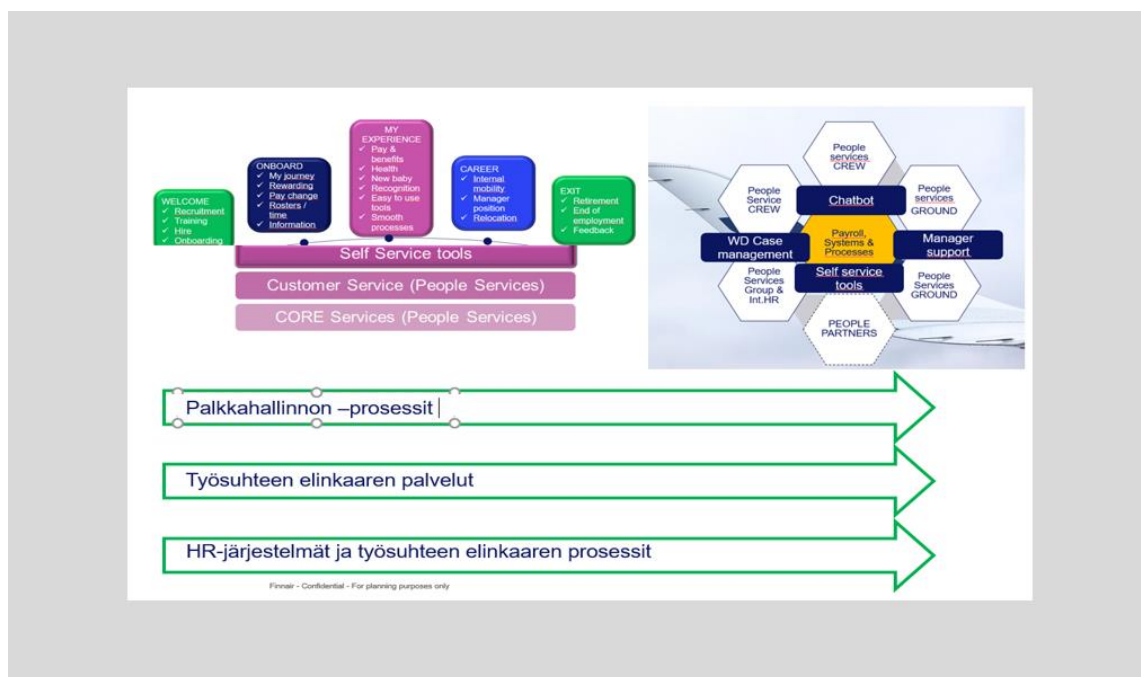 WELCOME
✓ Recruitment
✓ Training
✓ Hire
✓ Onboarding
ONBOARD
✓ My journey
✓ Rewarding
✓ Pay change
✓ Rosters /
time
✓ Information
MY
EXPERIENCE
✓ Pay &
benefits
✓ Health
✓ New baby
✓ Recognition
✓ Easy to use
tools
✓ Smooth
processes
CAREER
✓ Internal
mobility
✓ Manager
position
✓ Relocation
EXIT
✓ Retirement
✓ End of
employment
✓ Feedback
Self Service tools
Customer Service (People Services)
CORE Services (People Services)
People
services
CREW
People
Service
CREW
Chatbot
People
services
GROUND
WD Case
management
Payroll,
Systems &
Processes
Manager
support
People
Services
Group &
Int.HR
Self service
tools
People
Services
GROUND
PEOPLE
PARTNERS
Palkkahallinnon –prosessit
Työsuhteen elinkaaren palvelut
HR-järjestelmät ja työsuhteen elinkaaren prosessit
Finnair - Confidential - For planning purposes only